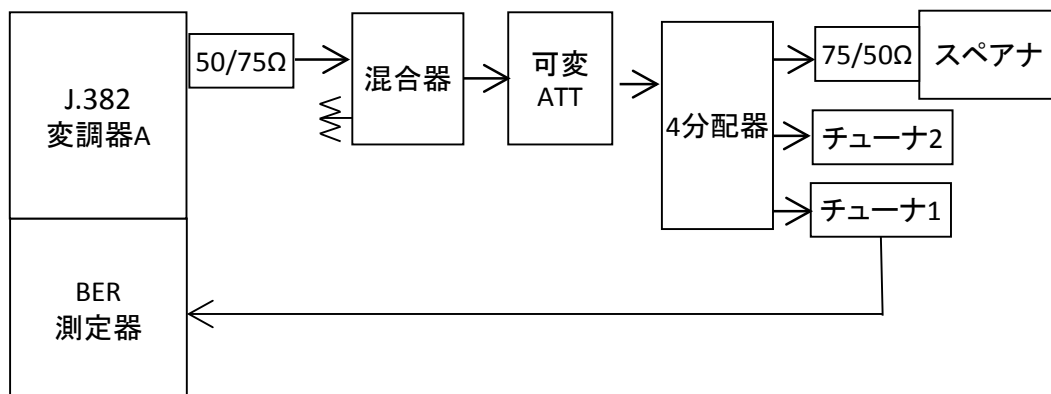 J.382
変調器A
50/75Ω
混合器
可変
ATT
4分配器
75/50Ω
スペアナ
チューナ2
チューナ1
BER
測定器